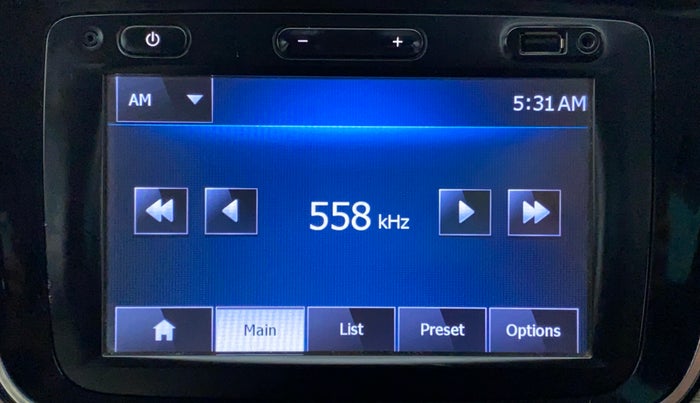 AM
5:31 AM
558 kHz
Main
List
Preset
Options